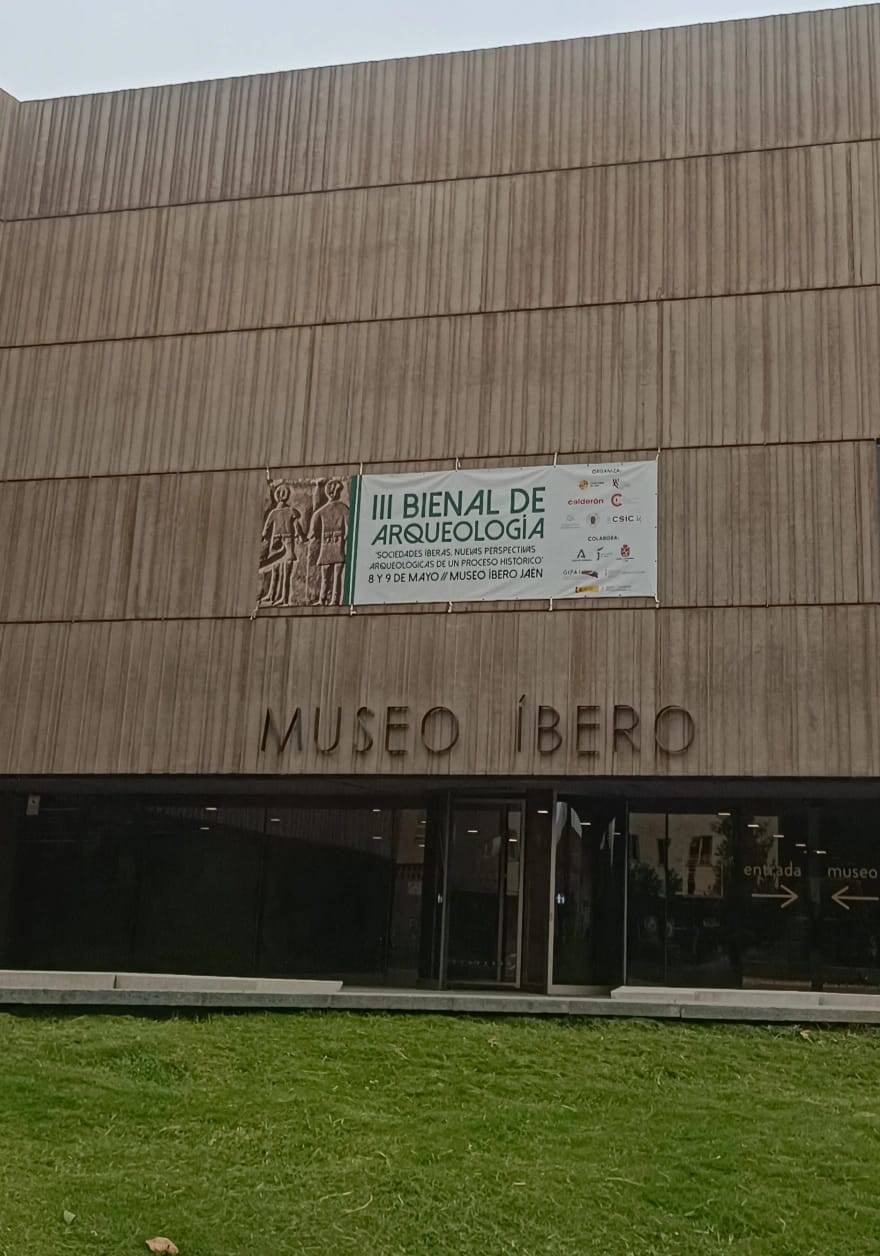 III BIENAL DE
ARQUEOLOGÍA
"SOCIEDADES ÍBERAS. NUEVAS PERSPECTIVAS
ARQUEOLÓGICAS DE UN PROCESO HISTÓRICO"
8 Y 9 DE MAYO // MUSEO ÍBERO JAÉN
ORGANIZA:
calderón
CSIC
COLABORA:
MUSEO ÍBERO
entrada museo